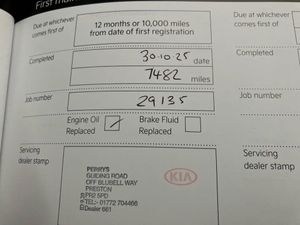 First ma
Due at whichever comes first of
12 months or 10,000 miles
from date of first registration
Completed
30.10.25 date
7482 miles
Job number
29135
Engine Oil Replaced
Brake Fluid Replaced
Servicing dealer stamp
PERRYS
GUILDING ROAD
OFF BLUEBELL WAY
PRESTON
PR2 5PD
TEL:- 01772 704466
Dealer 661
KIA
Due at whichever
comes first of
Completed
Job number
Servicing
dealer stamp